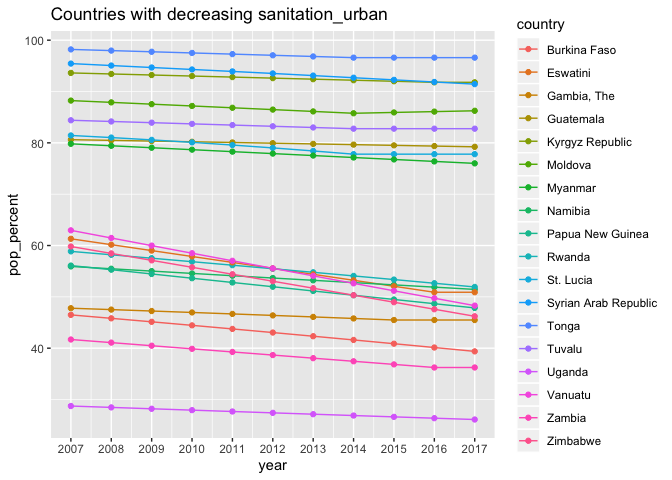 Countries with decreasing sanitation_urban
100
80
60
40
pop_percent
2007 2008 2009 2010 2011 2012 2013 2014 2015 2016 2017
year
country
Burkina Faso
Eswatini
Gambia, The
Guatemala
Kyrgyz Republic
Moldova
Myanmar
Namibia
Papua New Guinea
Rwanda
St. Lucia
Syrian Arab Republic
Tonga
Tuvalu
Uganda
Vanuatu
Zambia
Zimbabwe